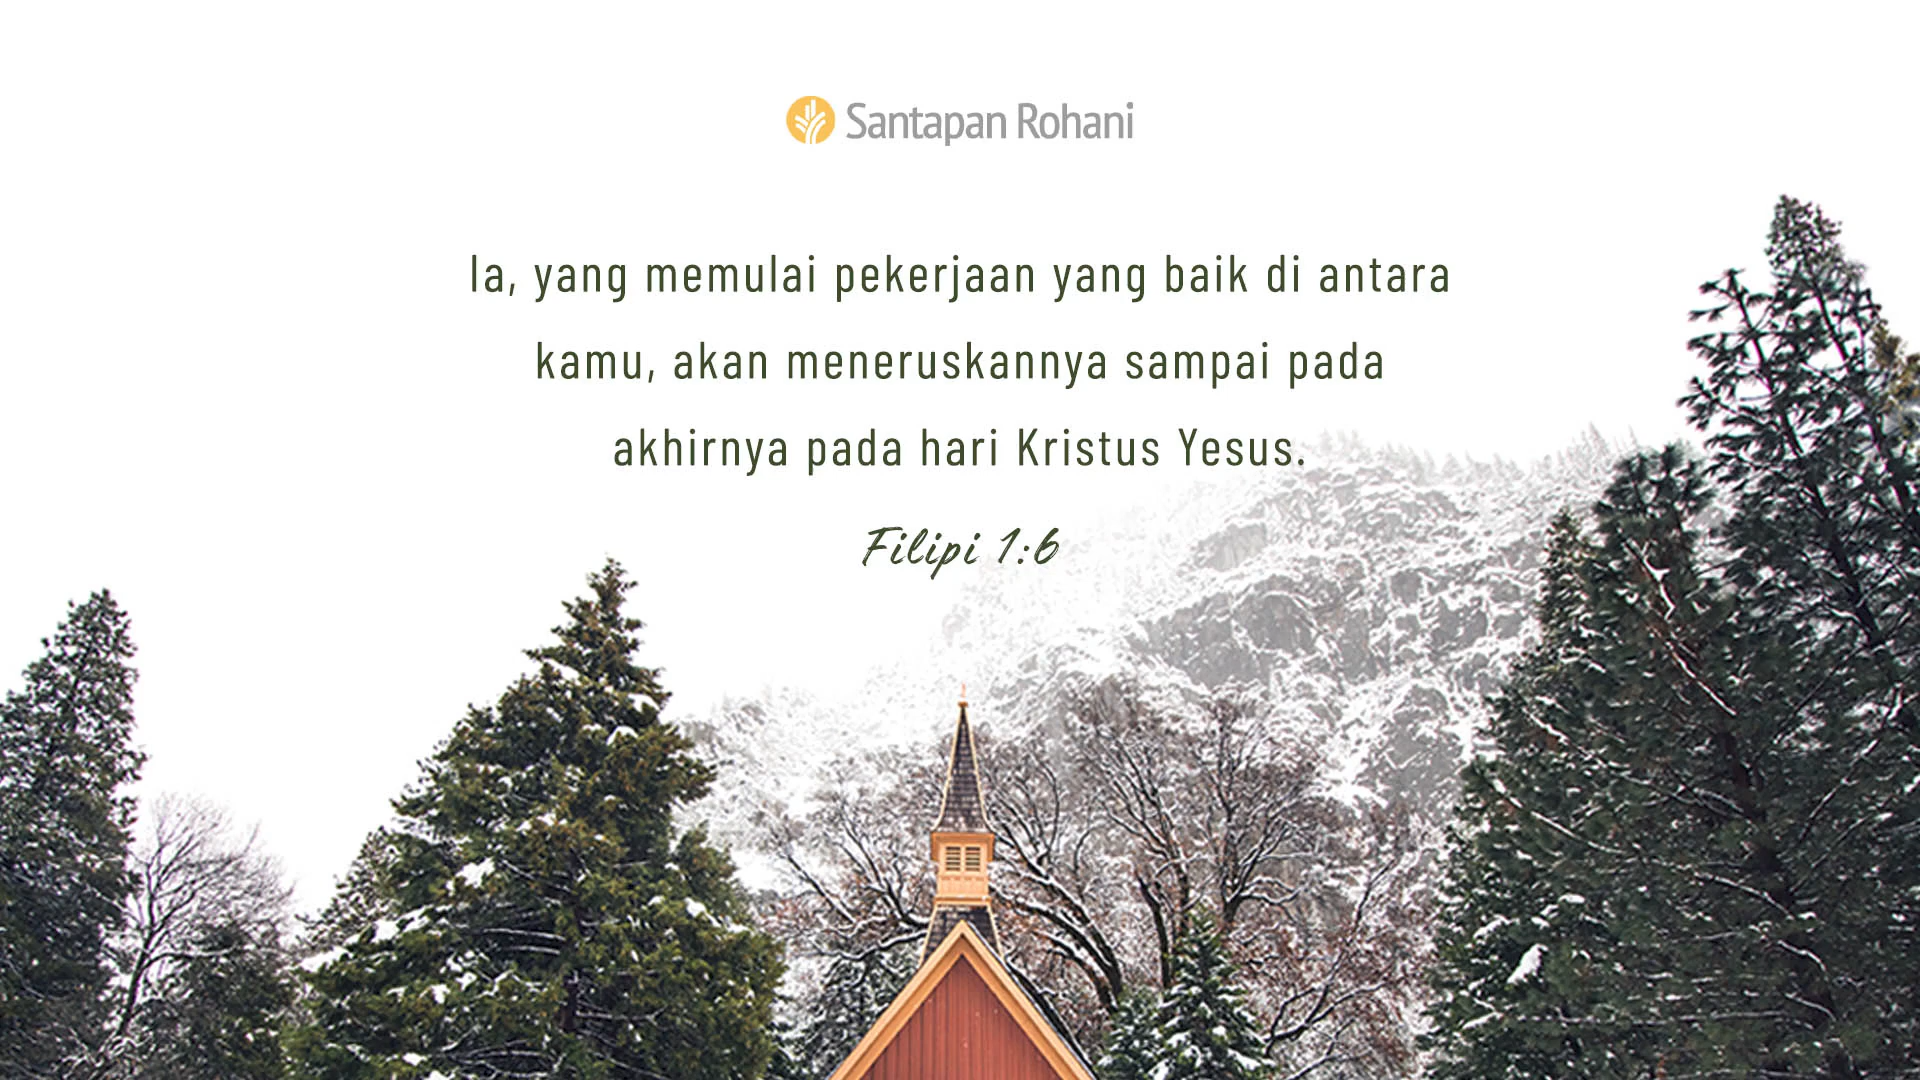 Santapan Rohani
Ia, yang memulai pekerjaan yang baik di antara
kamu, akan meneruskannya sampai pada
akhirnya pada hari Kristus Yesus.
Filipi 1:6